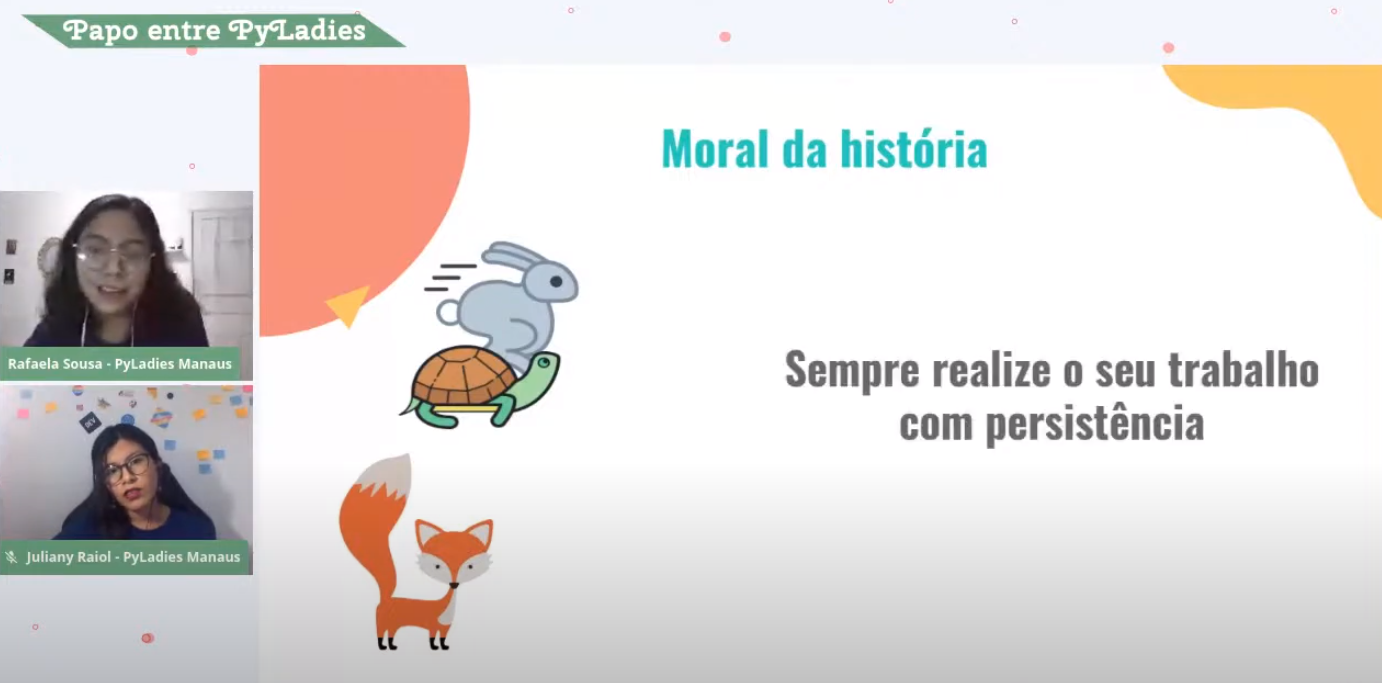 Papo entre PyLadies
Moral da história
Sempre realize o seu trabalho
com persistência
Rafaela Sousa - PyLadies Manaus
DEV
Juliany Raiol - PyLadies Manaus